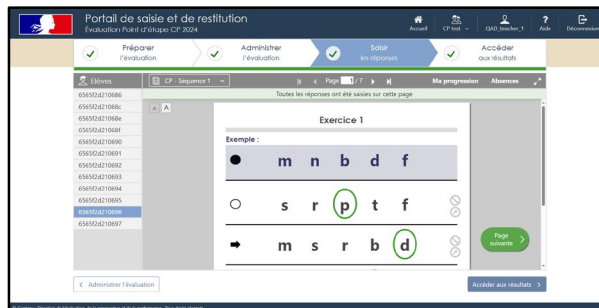 Portail de saisie et de restitution
Évaluation Point d'étape CP 2024
Accueil
CP test
QAD_teacher_1
Aide
Déconnexion
Préparer
l'évaluation
Administrer
l'évaluation
Saisir
les réponses
Accéder
aux résultats
Élèves
CP - Séquence 1
Page 1 / 7
Ma progression
Absences
Toutes les réponses ont été saisies sur cette page
6565f2d210686
6565f2d21068c
6565f2d21068e
6565f2d21068f
6565f2d210690
6565f2d210691
6565f2d210692
6565f2d210693
6565f2d210694
6565f2d210695
6565f2d210696
6565f2d210697
A A
Exercice 1
Exemple :
m n b d f
s r p t f
m s r b d
Page
suivante
Administrer l'évaluation
Accéder aux résultats